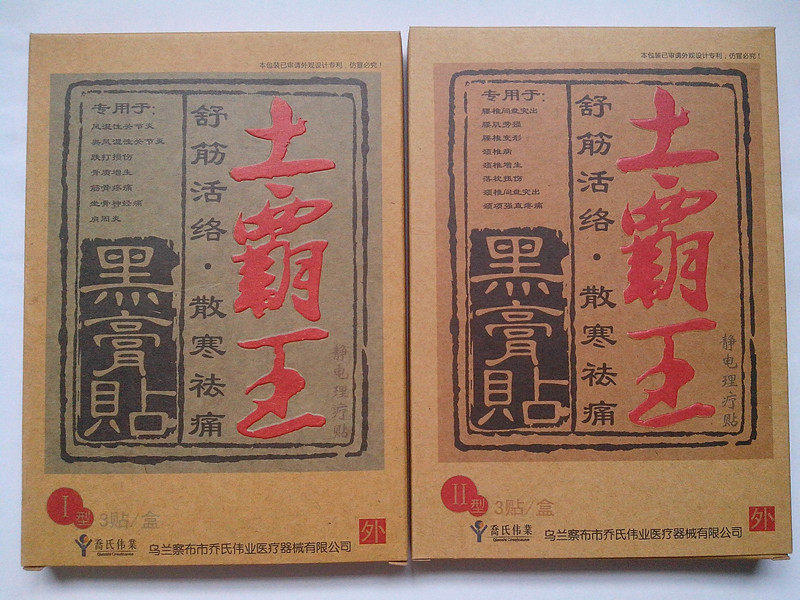 本包装已申请外观设计专利，仿冒必究！
专用于：
风湿性关节炎
类风湿性关节炎
跌打损伤
骨质增生
筋骨疼痛
坐骨神经痛
肩周炎
舒筋活络·散寒祛痛
土霸王
黑膏貼
静电理疗贴
I型 3贴/盒
喬氏伟業
乌兰察布市乔氏伟业医疗器械有限公司
外
本包装已申请外观设计专利，仿冒必究！
专用于：
腰椎间盘突出
腰肌劳损
腰椎变形
颈椎病
颈椎增生
落枕扭伤
颈椎间盘突出
颈项强直疼痛
舒筋活络·散寒祛痛
土霸王
黑膏貼
静电理疗贴
II型 3贴/盒
喬氏伟業
乌兰察布市乔氏伟业医疗器械有限公司
外